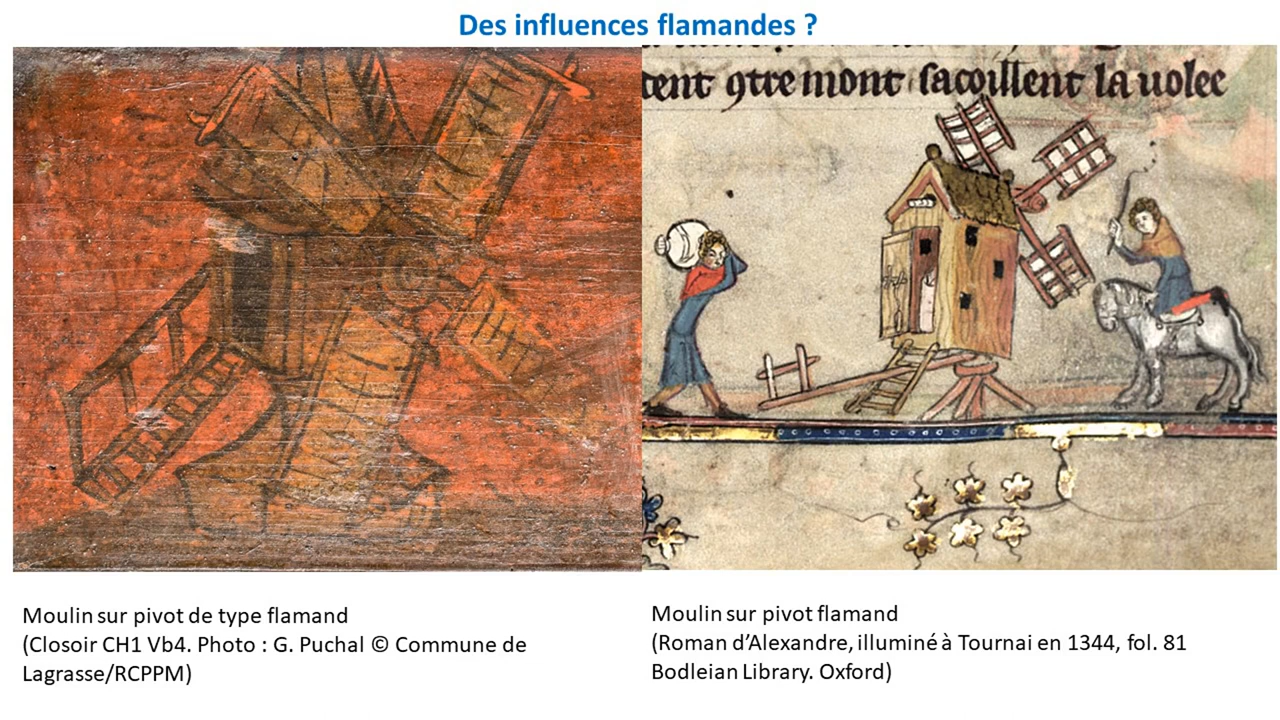 Des influences flamandes ?
tent 9tre mont sacoillent la uolee
Moulin sur pivot de type flamand
(Closoir CH1 Vb4. Photo : G. Puchal © Commune de
Lagrasse/RCPPM)
Moulin sur pivot flamand
(Roman d’Alexandre, illuminé à Tournai en 1344, fol. 81
Bodleian Library. Oxford)